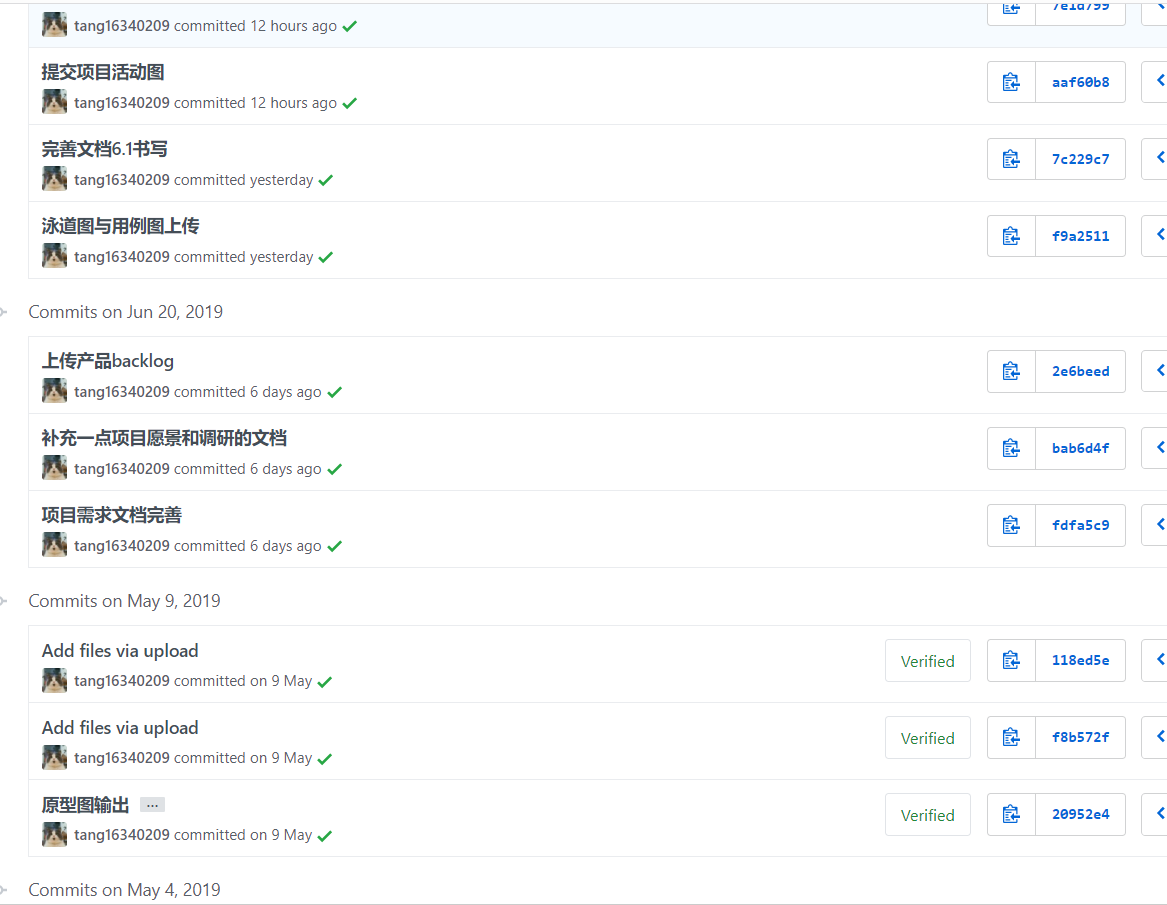 7e1d799
tang16340209 committed 12 hours ago
提交项目活动图
aaf60b8
tang16340209 committed 12 hours ago
完善文档6.1书写
7c229c7
tang16340209 committed yesterday
泳道图与用例图上传
f9a2511
tang16340209 committed yesterday
Commits on Jun 20, 2019
上传产品backlog
2e6beed
tang16340209 committed 6 days ago
补充一点项目愿景和调研的文档
bab6d4f
tang16340209 committed 6 days ago
项目需求文档完善
fdfa5c9
tang16340209 committed 6 days ago
Commits on May 9, 2019
Add files via upload
Verified
118ed5e
tang16340209 committed on 9 May
Add files via upload
Verified
f8b572f
tang16340209 committed on 9 May
原型图输出 ...
Verified
20952e4
tang16340209 committed on 9 May
Commits on May 4, 2019